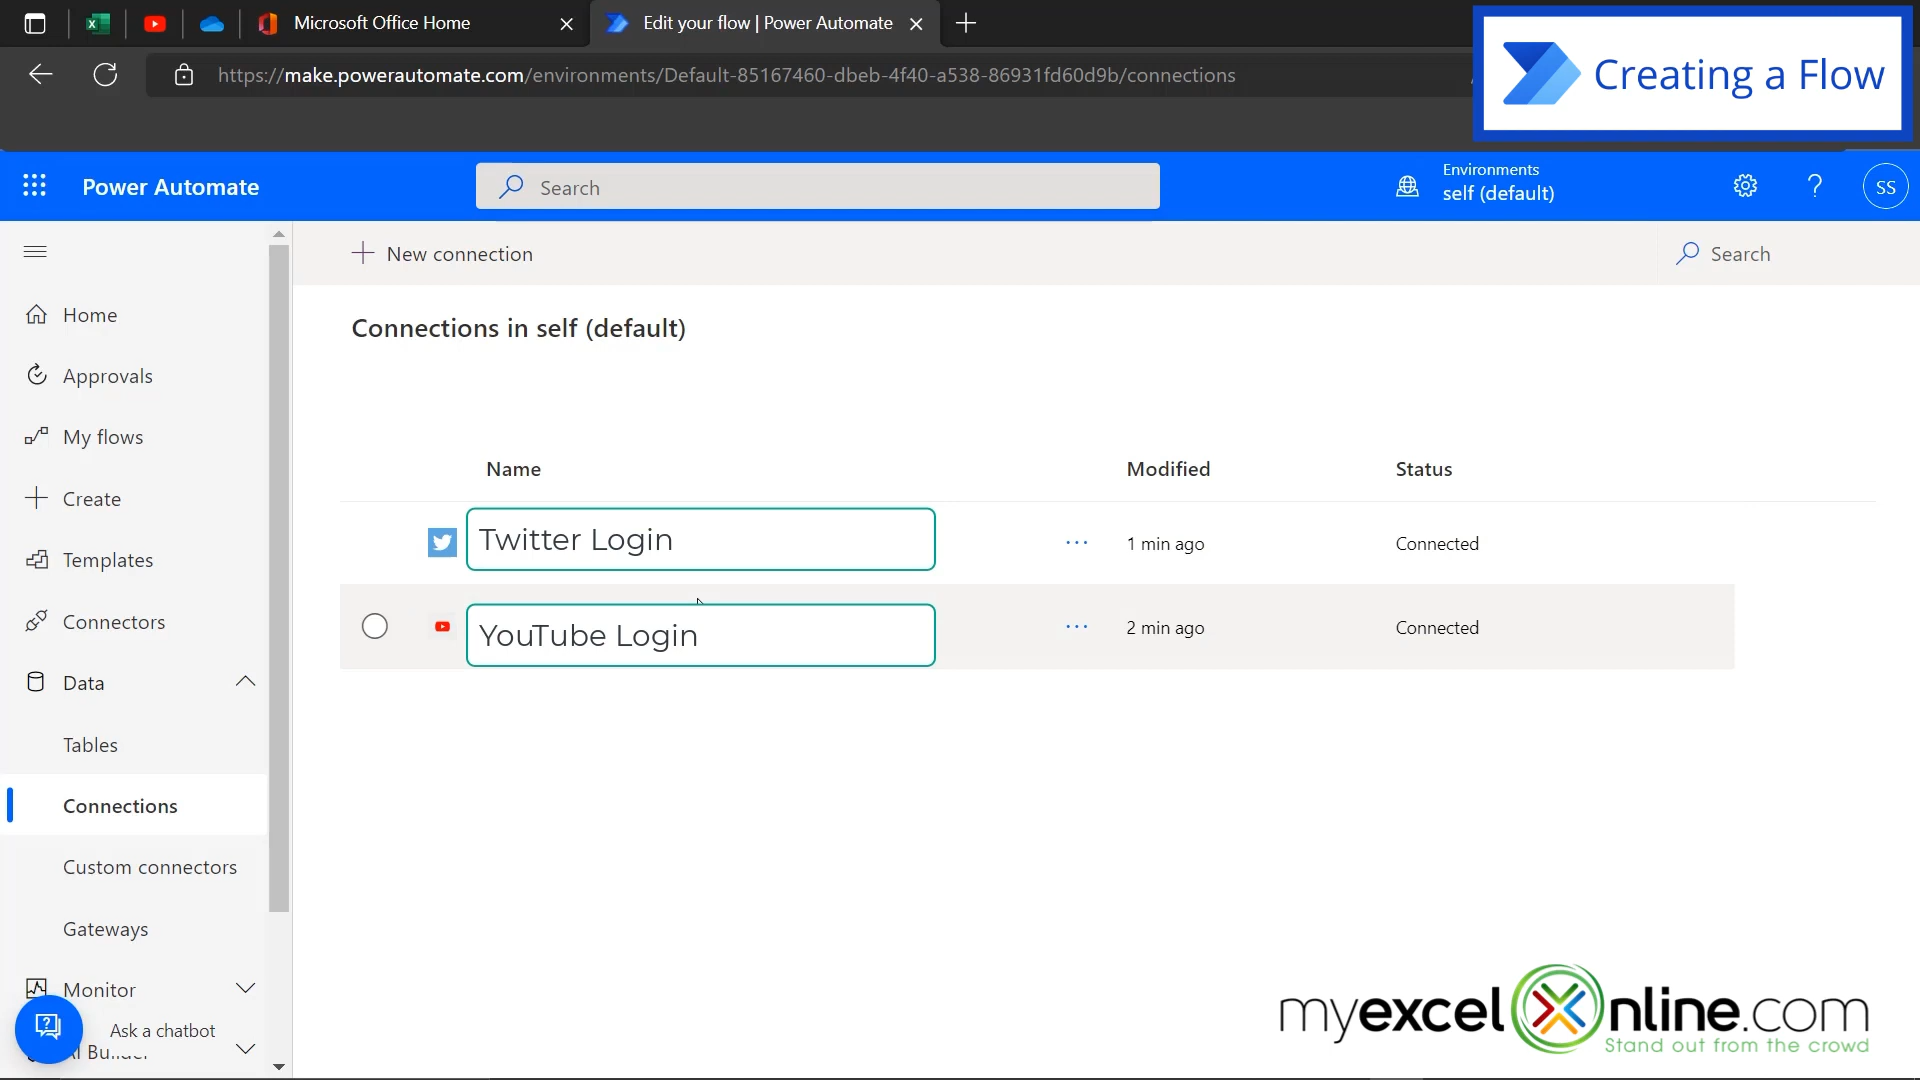 Microsoft Office Home
Edit your flow | Power Automate
https://make.powerautomate.com/environments/Default-85167460-dbeb-4f40-a538-86931fd60d9b/connections
Creating a Flow
Power Automate
Search
Environments
self (default)
SS
New connection
Search
Home
Approvals
My flows
Create
Templates
Connectors
Data
Tables
Connections
Custom connectors
Gateways
Monitor
Ask a chatbot
AI Builder
Connections in self (default)
Name
Modified
Status
Twitter Login
1 min ago
Connected
YouTube Login
2 min ago
Connected
myexcelonline.com
Stand out from the crowd